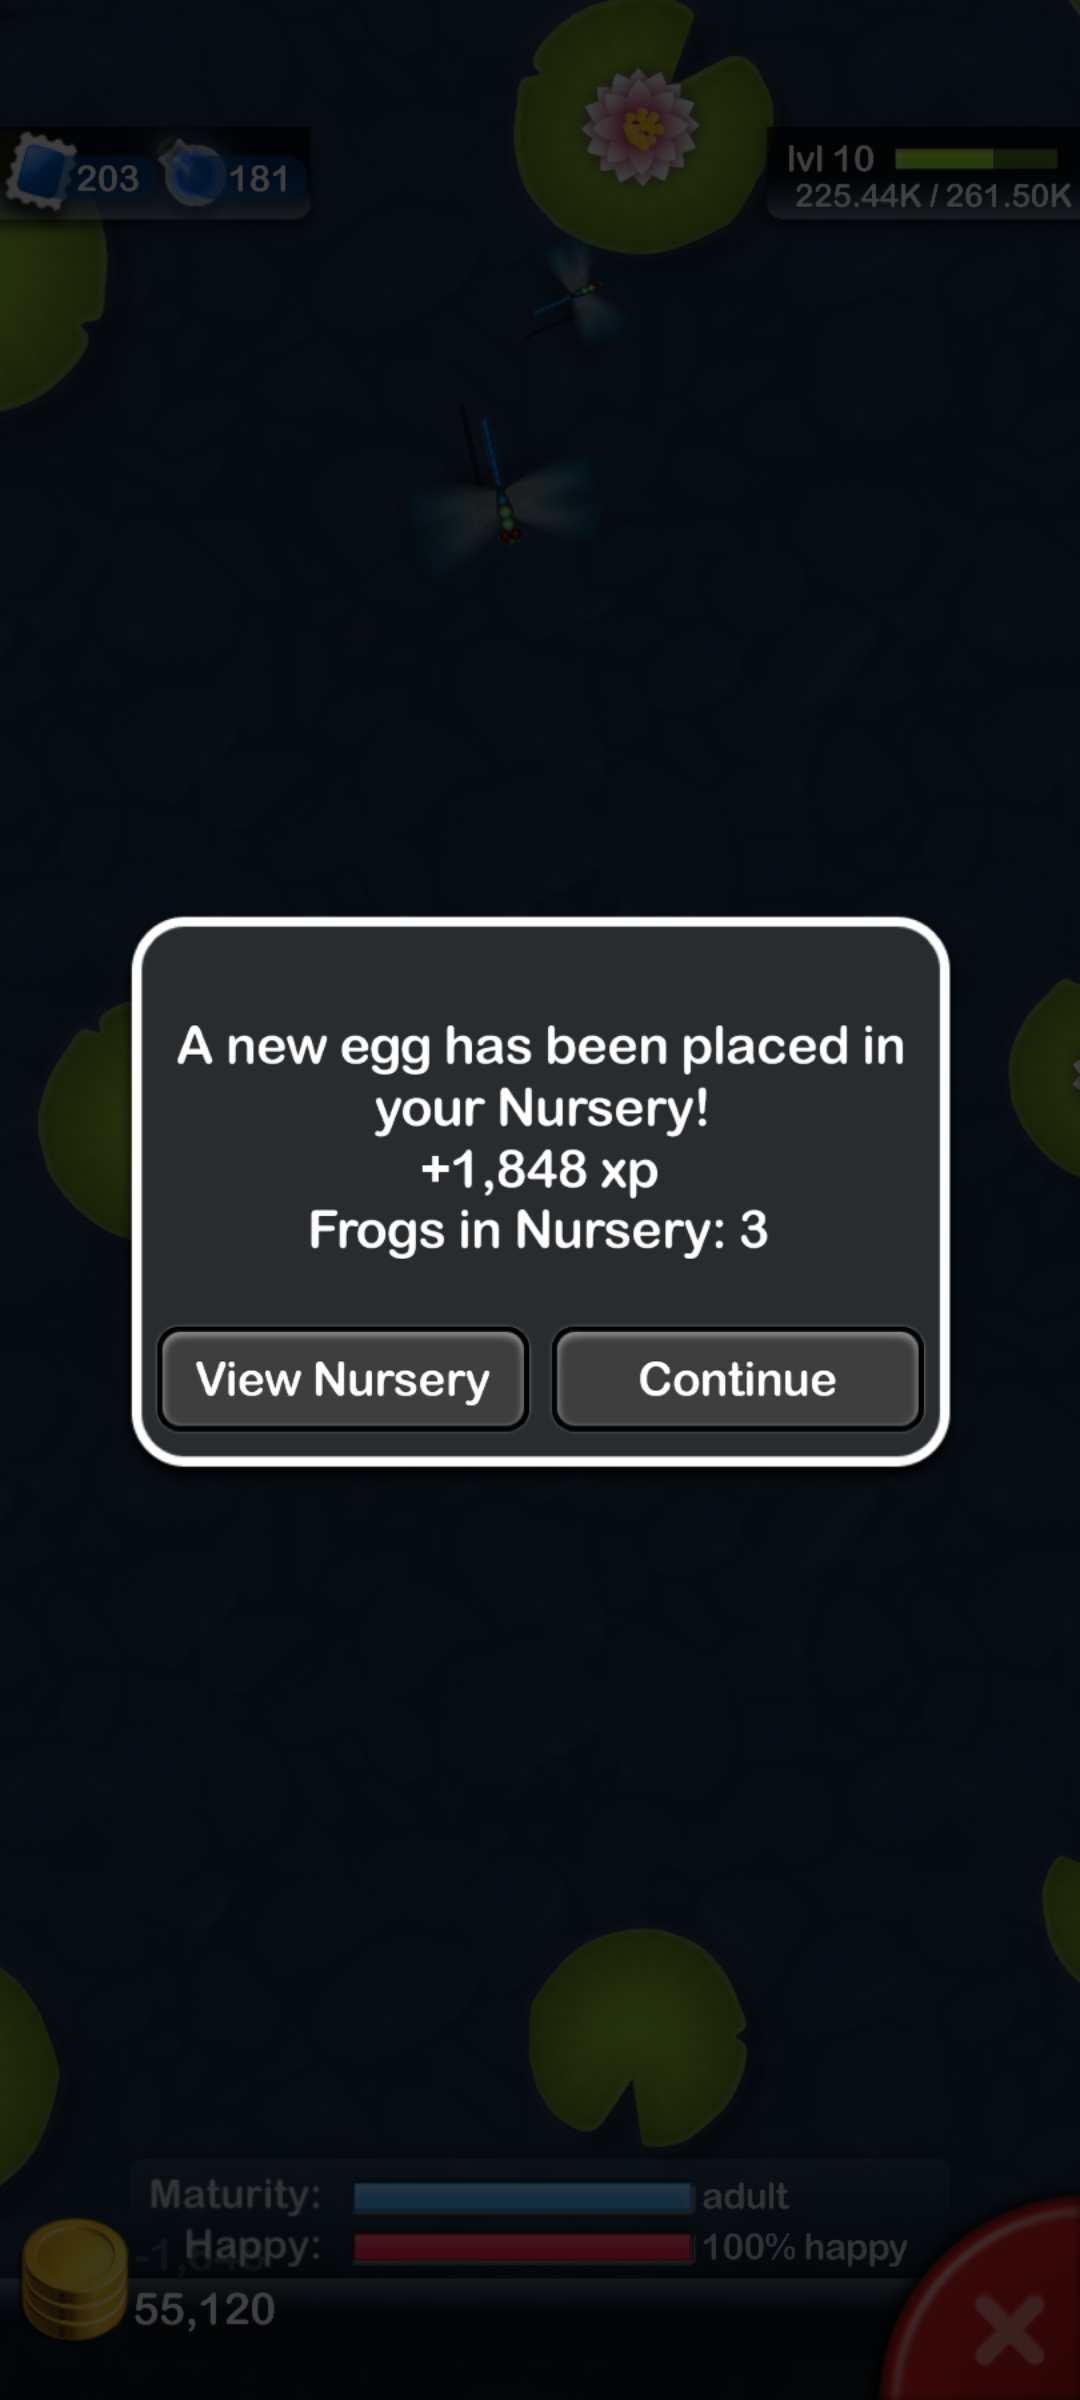 203 181
lvl 10
225.44K / 261.50K
A new egg has been placed in
your Nursery!
+1,848 xp
Frogs in Nursery: 3
View Nursery Continue
Maturity: adult
Happy: 100% happy
55,120